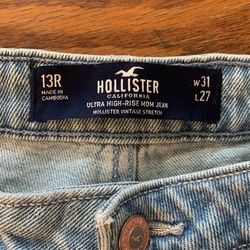 13R
MADE IN
CAMBODIA
HOLLISTER
CALIFORNIA
ULTRA HIGH-RISE MOM JEAN
HOLLISTER VINTAGE STRETCH
W31
L27